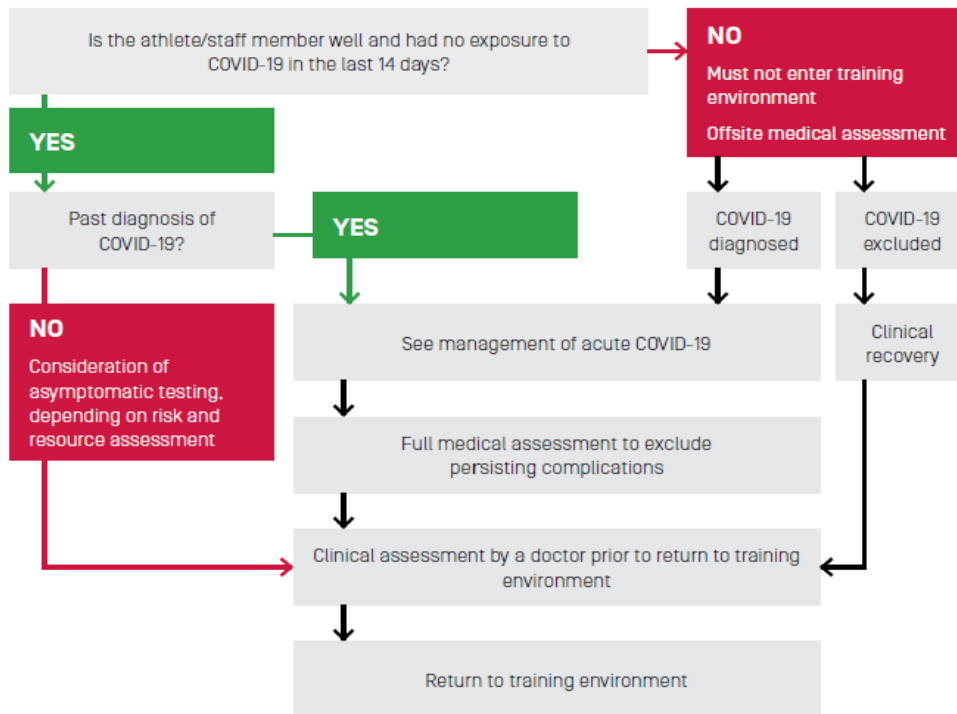 Is the athlete/staff member well and had no exposure to
COVID-19 in the last 14 days?
NO
Must not enter training
environment
Offsite medical assessment
YES
Past diagnosis of
COVID-19?
YES
COVID-19
diagnosed
COVID-19
excluded
NO
Consideration of
asymptomatic testing,
depending on risk and
resource assessment
See management of acute COVID-19
Clinical
recovery
Full medical assessment to exclude
persisting complications
Clinical assessment by a doctor prior to return to training
environment
Return to training environment